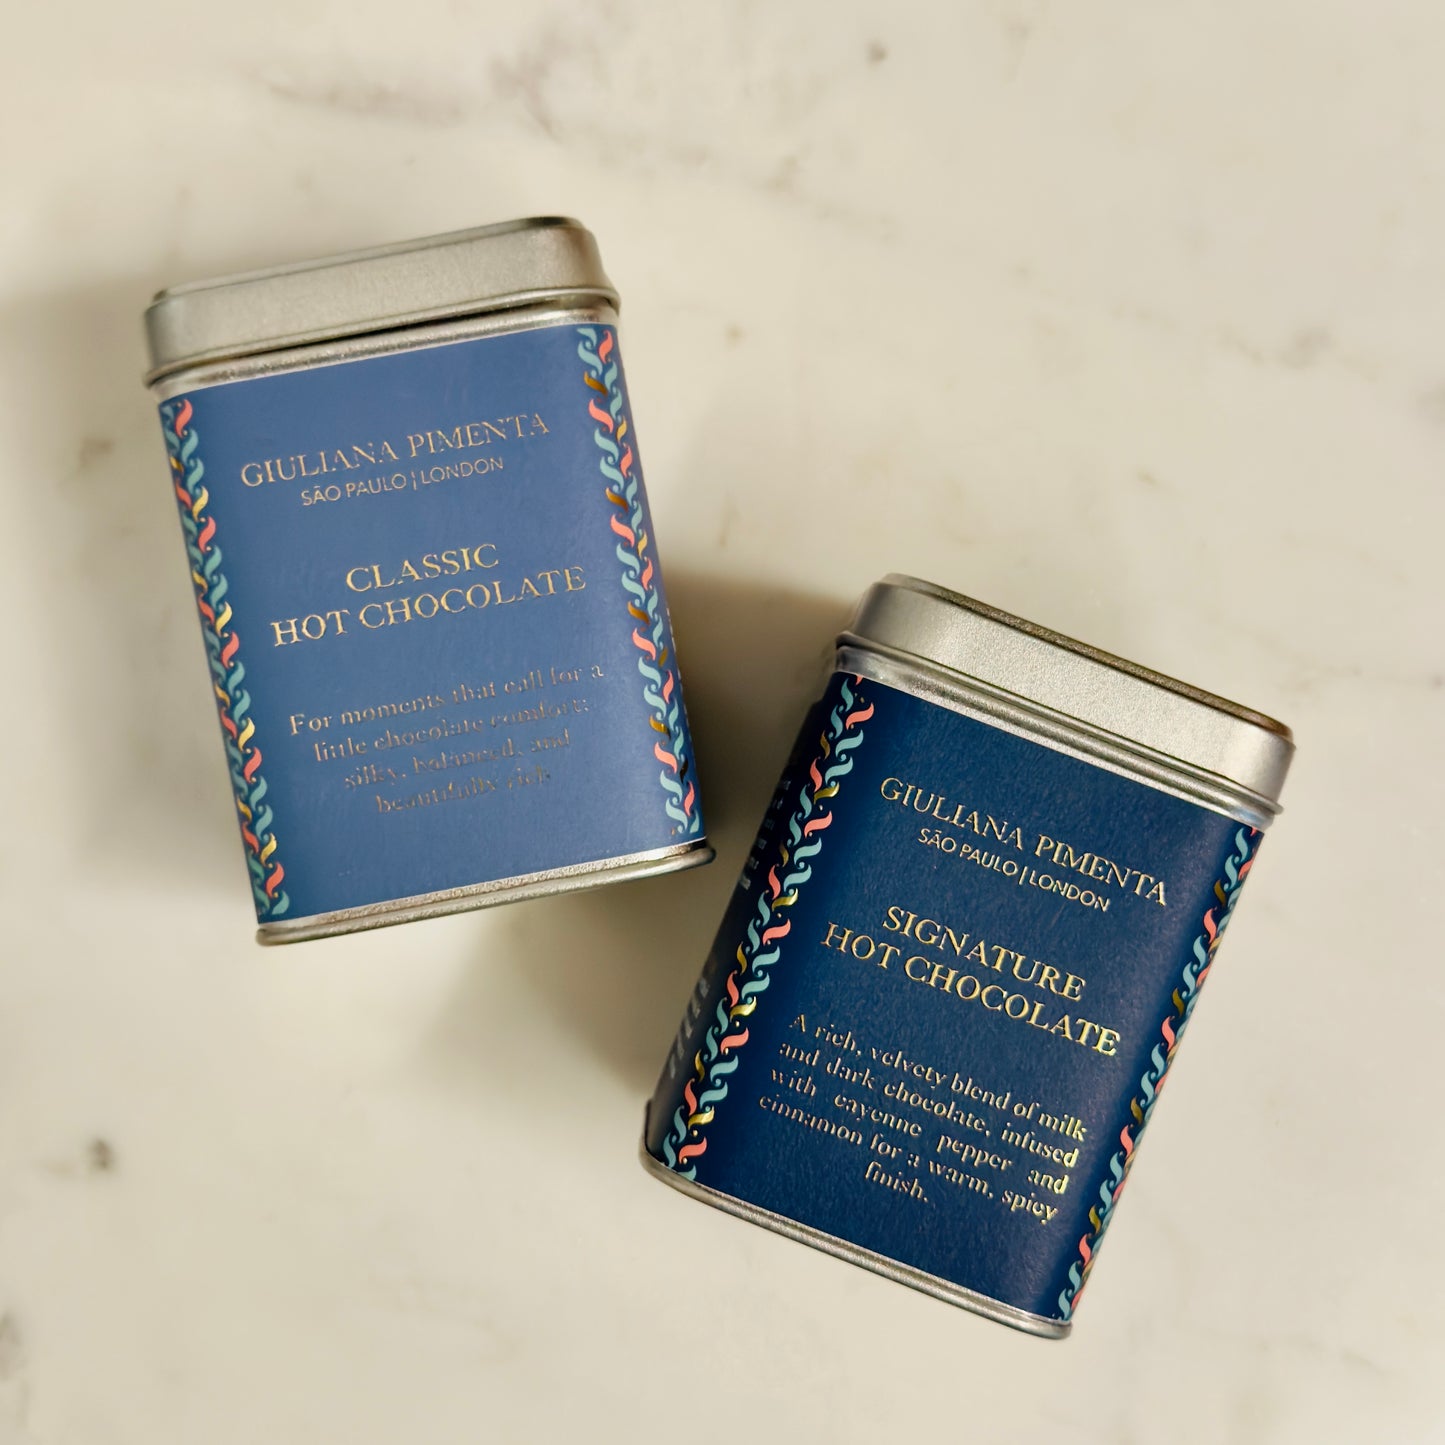 GIULIANA PIMENTA
SÃO PAULO | LONDON
CLASSIC
HOT CHOCOLATE
For moments that call for a
little chocolate comfort:
silky, balanced, and
beautifully rich.
GIULIANA PIMENTA
SÃO PAULO | LONDON
SIGNATURE
HOT CHOCOLATE
A rich, velvety blend of milk
and dark chocolate, infused
with cayenne pepper and
cinnamon for a warm, spicy
finish.